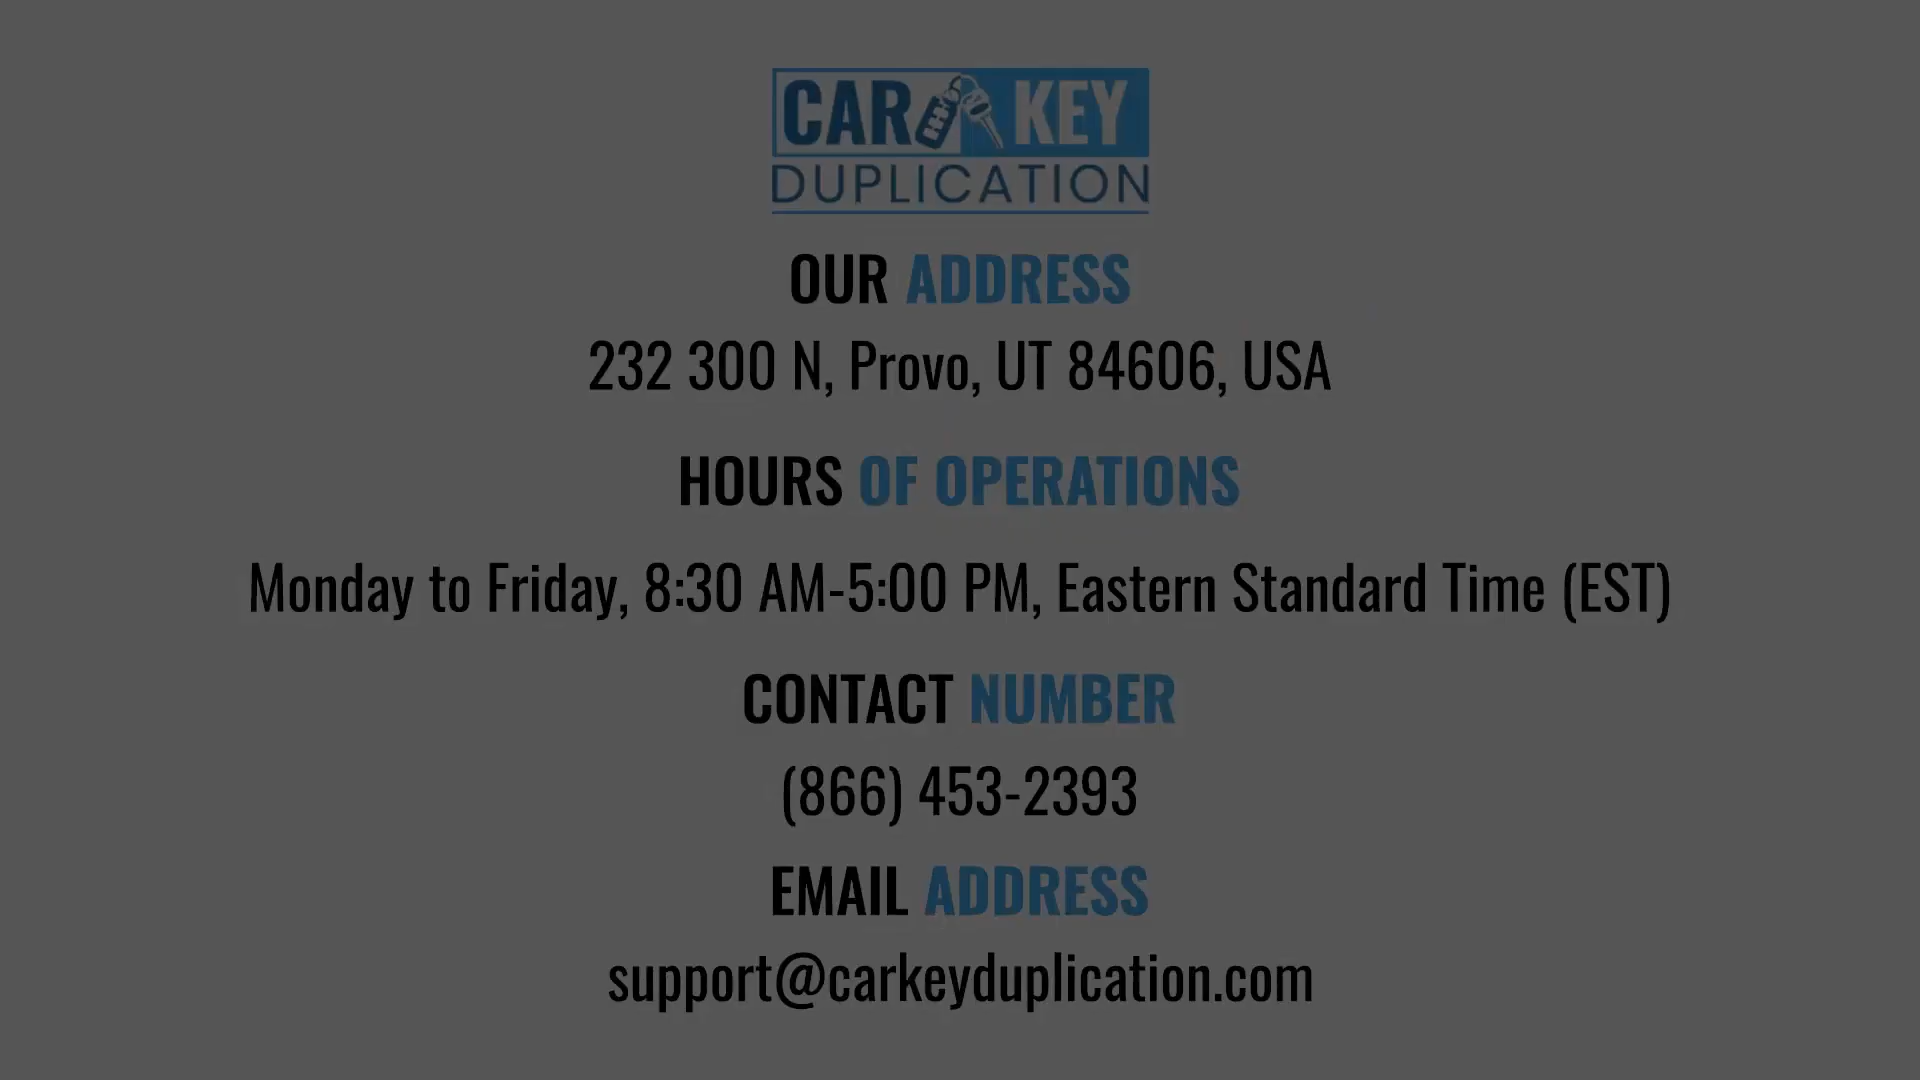 CAR KEY
DUPLICATION
OUR ADDRESS
232 300 N, Provo, UT 84606, USA
HOURS OF OPERATIONS
Monday to Friday, 8:30 AM-5:00 PM, Eastern Standard Time (EST)
CONTACT NUMBER
(866) 453-2393
EMAIL ADDRESS
support@carkeyduplication.com